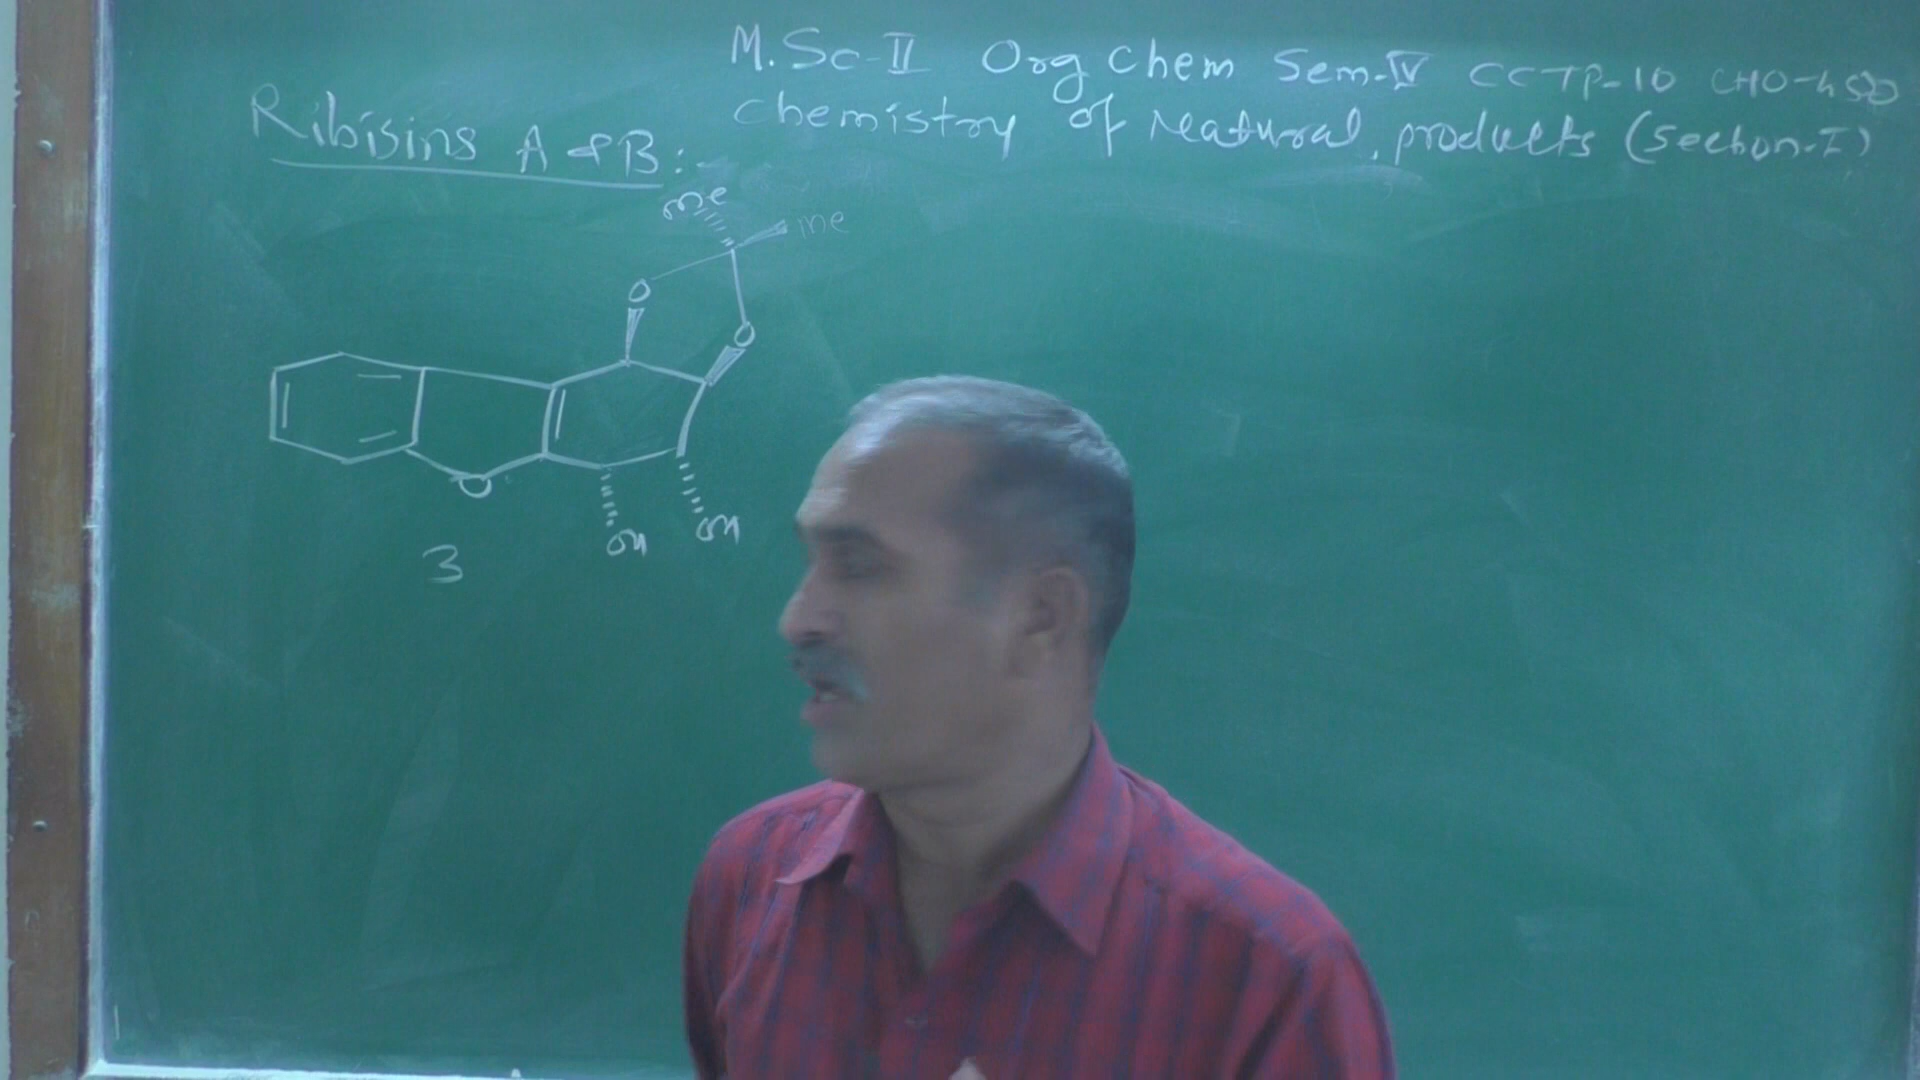 M.Sc-II Org Chem Sem-IV CCTP-10 CHO-450
Chemistry of Natural products (Section-I)
Ribisins A & B:-
Me
Me
O
O
O
OH
OH
3